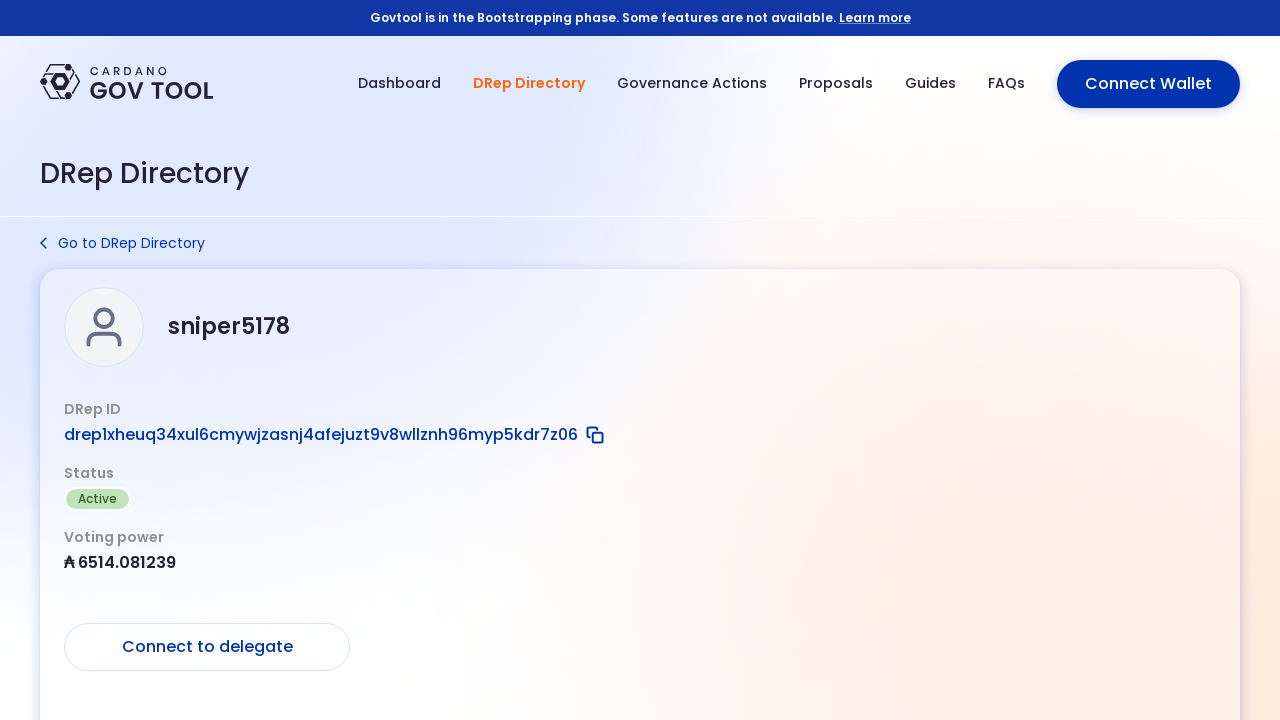 Govtool is in the Bootstrapping phase. Some features are not available. Learn more
CARDANO
GOV TOOL
Dashboard
DRep Directory
Governance Actions
Proposals
Guides
FAQs
Connect Wallet
DRep Directory
Go to DRep Directory
sniper5178
DRep ID
drep1xheuq34xul6cmywjzasnj4afejuzt9v8wllznh96myp5kdr7z06
Status
Active
Voting power
₳ 6514.081239
Connect to delegate